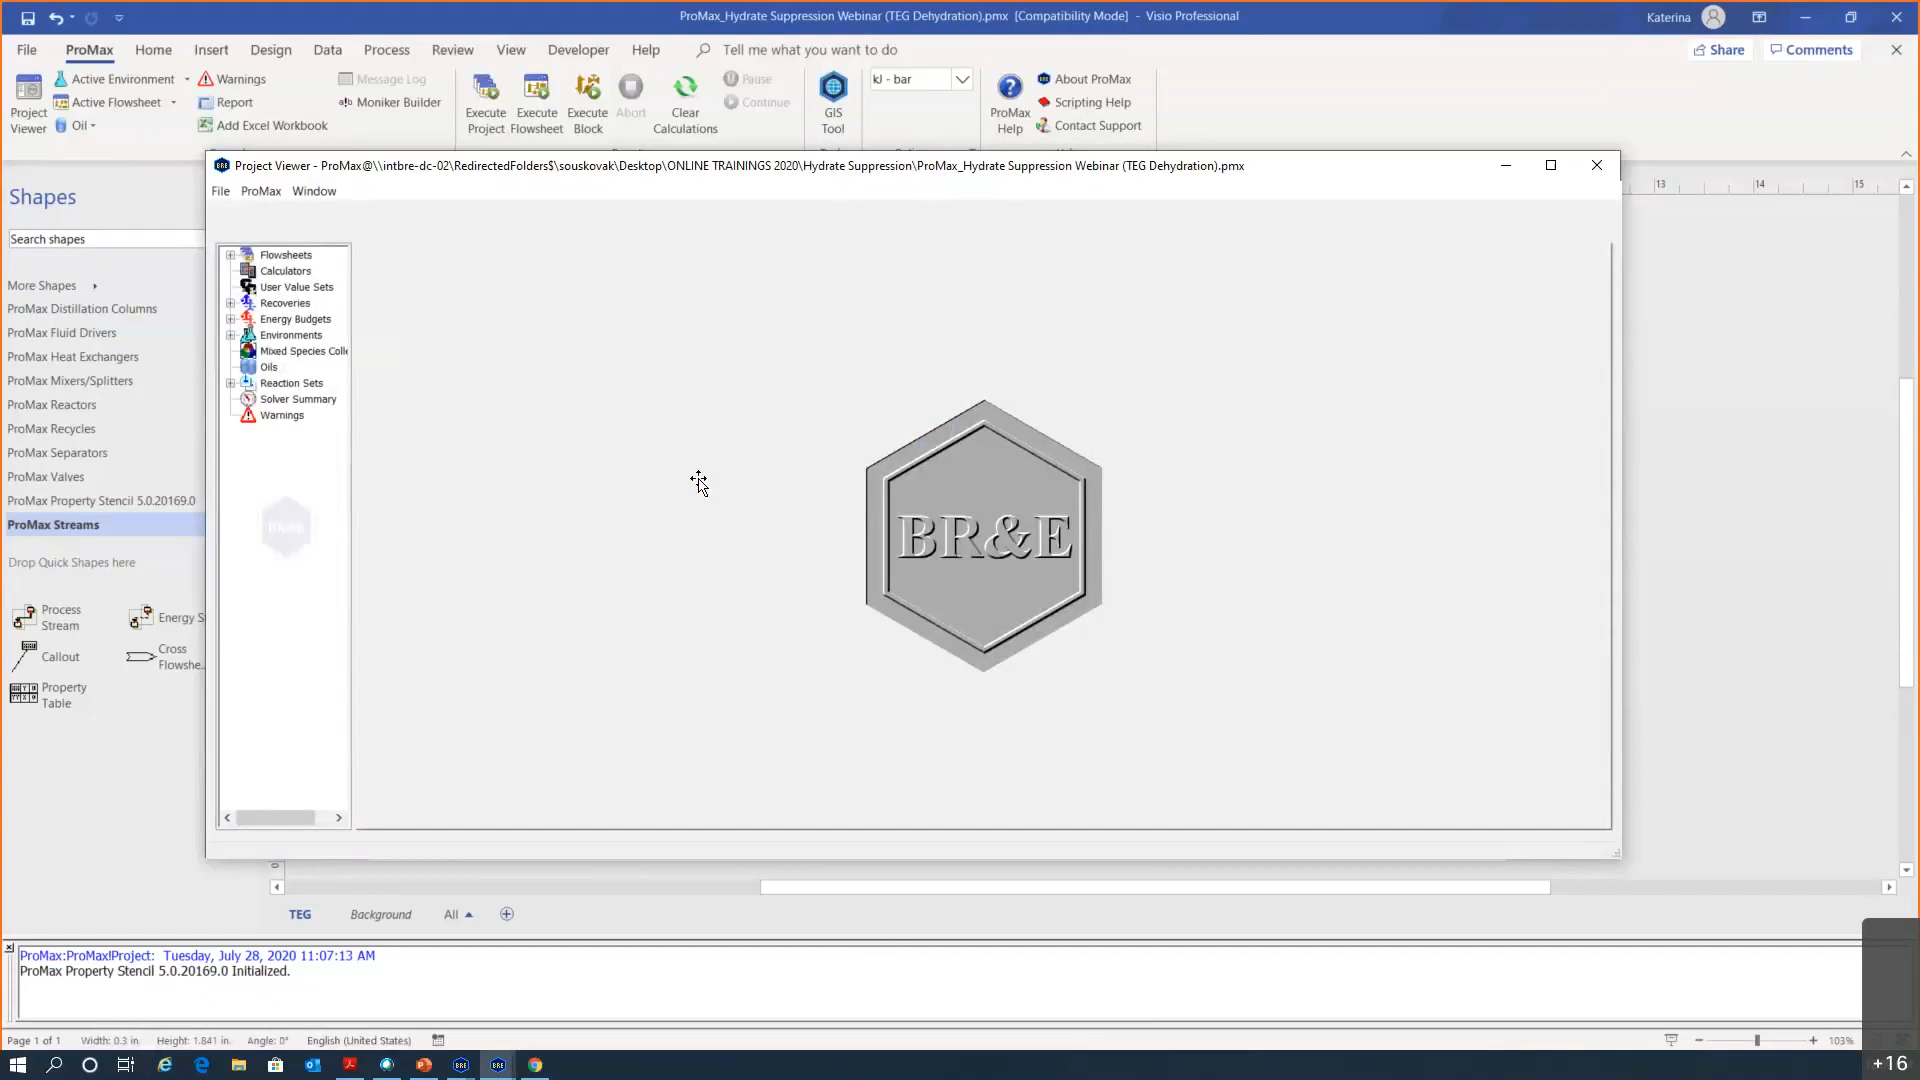 ProMax_Hydrate Suppression Webinar (TEG Dehydration).pmx [Compatibility Mode] - Visio Professional
Katerina
File ProMax Home Insert Design Data Process Review View Developer Help Tell me what you want to do
Share Comments
Project Viewer
Active Environment
Active Flowsheet
Oil
Warnings
Report
Add Excel Workbook
Message Log
Moniker Builder
Execute Project
Execute Flowsheet
Execute Block
Abort
Clear Calculations
Pause
Continue
GIS Tool
kJ - bar
ProMax Help
About ProMax
Scripting Help
Contact Support
Project Viewer - ProMax@\\intbre-dc-02\RedirectedFolders$\souskovak\Desktop\ONLINE TRAININGS 2020\Hydrate Suppression\ProMax_Hydrate Suppression Webinar (TEG Dehydration).pmx
File ProMax Window
13 14 15
Shapes
Search shapes
More Shapes
ProMax Distillation Columns
ProMax Fluid Drivers
ProMax Heat Exchangers
ProMax Mixers/Splitters
ProMax Reactors
ProMax Recycles
ProMax Separators
ProMax Valves
ProMax Property Stencil 5.0.20169.0
ProMax Streams
Drop Quick Shapes here
Process Stream
Energy S
Callout
Cross Flowshe...
Property Table
Flowsheets
Calculators
User Value Sets
Recoveries
Energy Budgets
Environments
Mixed Species Colle
Oils
Reaction Sets
Solver Summary
Warnings
BR&E
TEG Background All
ProMax:ProMax!Project: Tuesday, July 28, 2020 11:07:13 AM
ProMax Property Stencil 5.0.20169.0 Initialized.
Page 1 of 1 Width: 0.3 in. Height: 1.841 in. Angle: 0° English (United States)
103%
+16